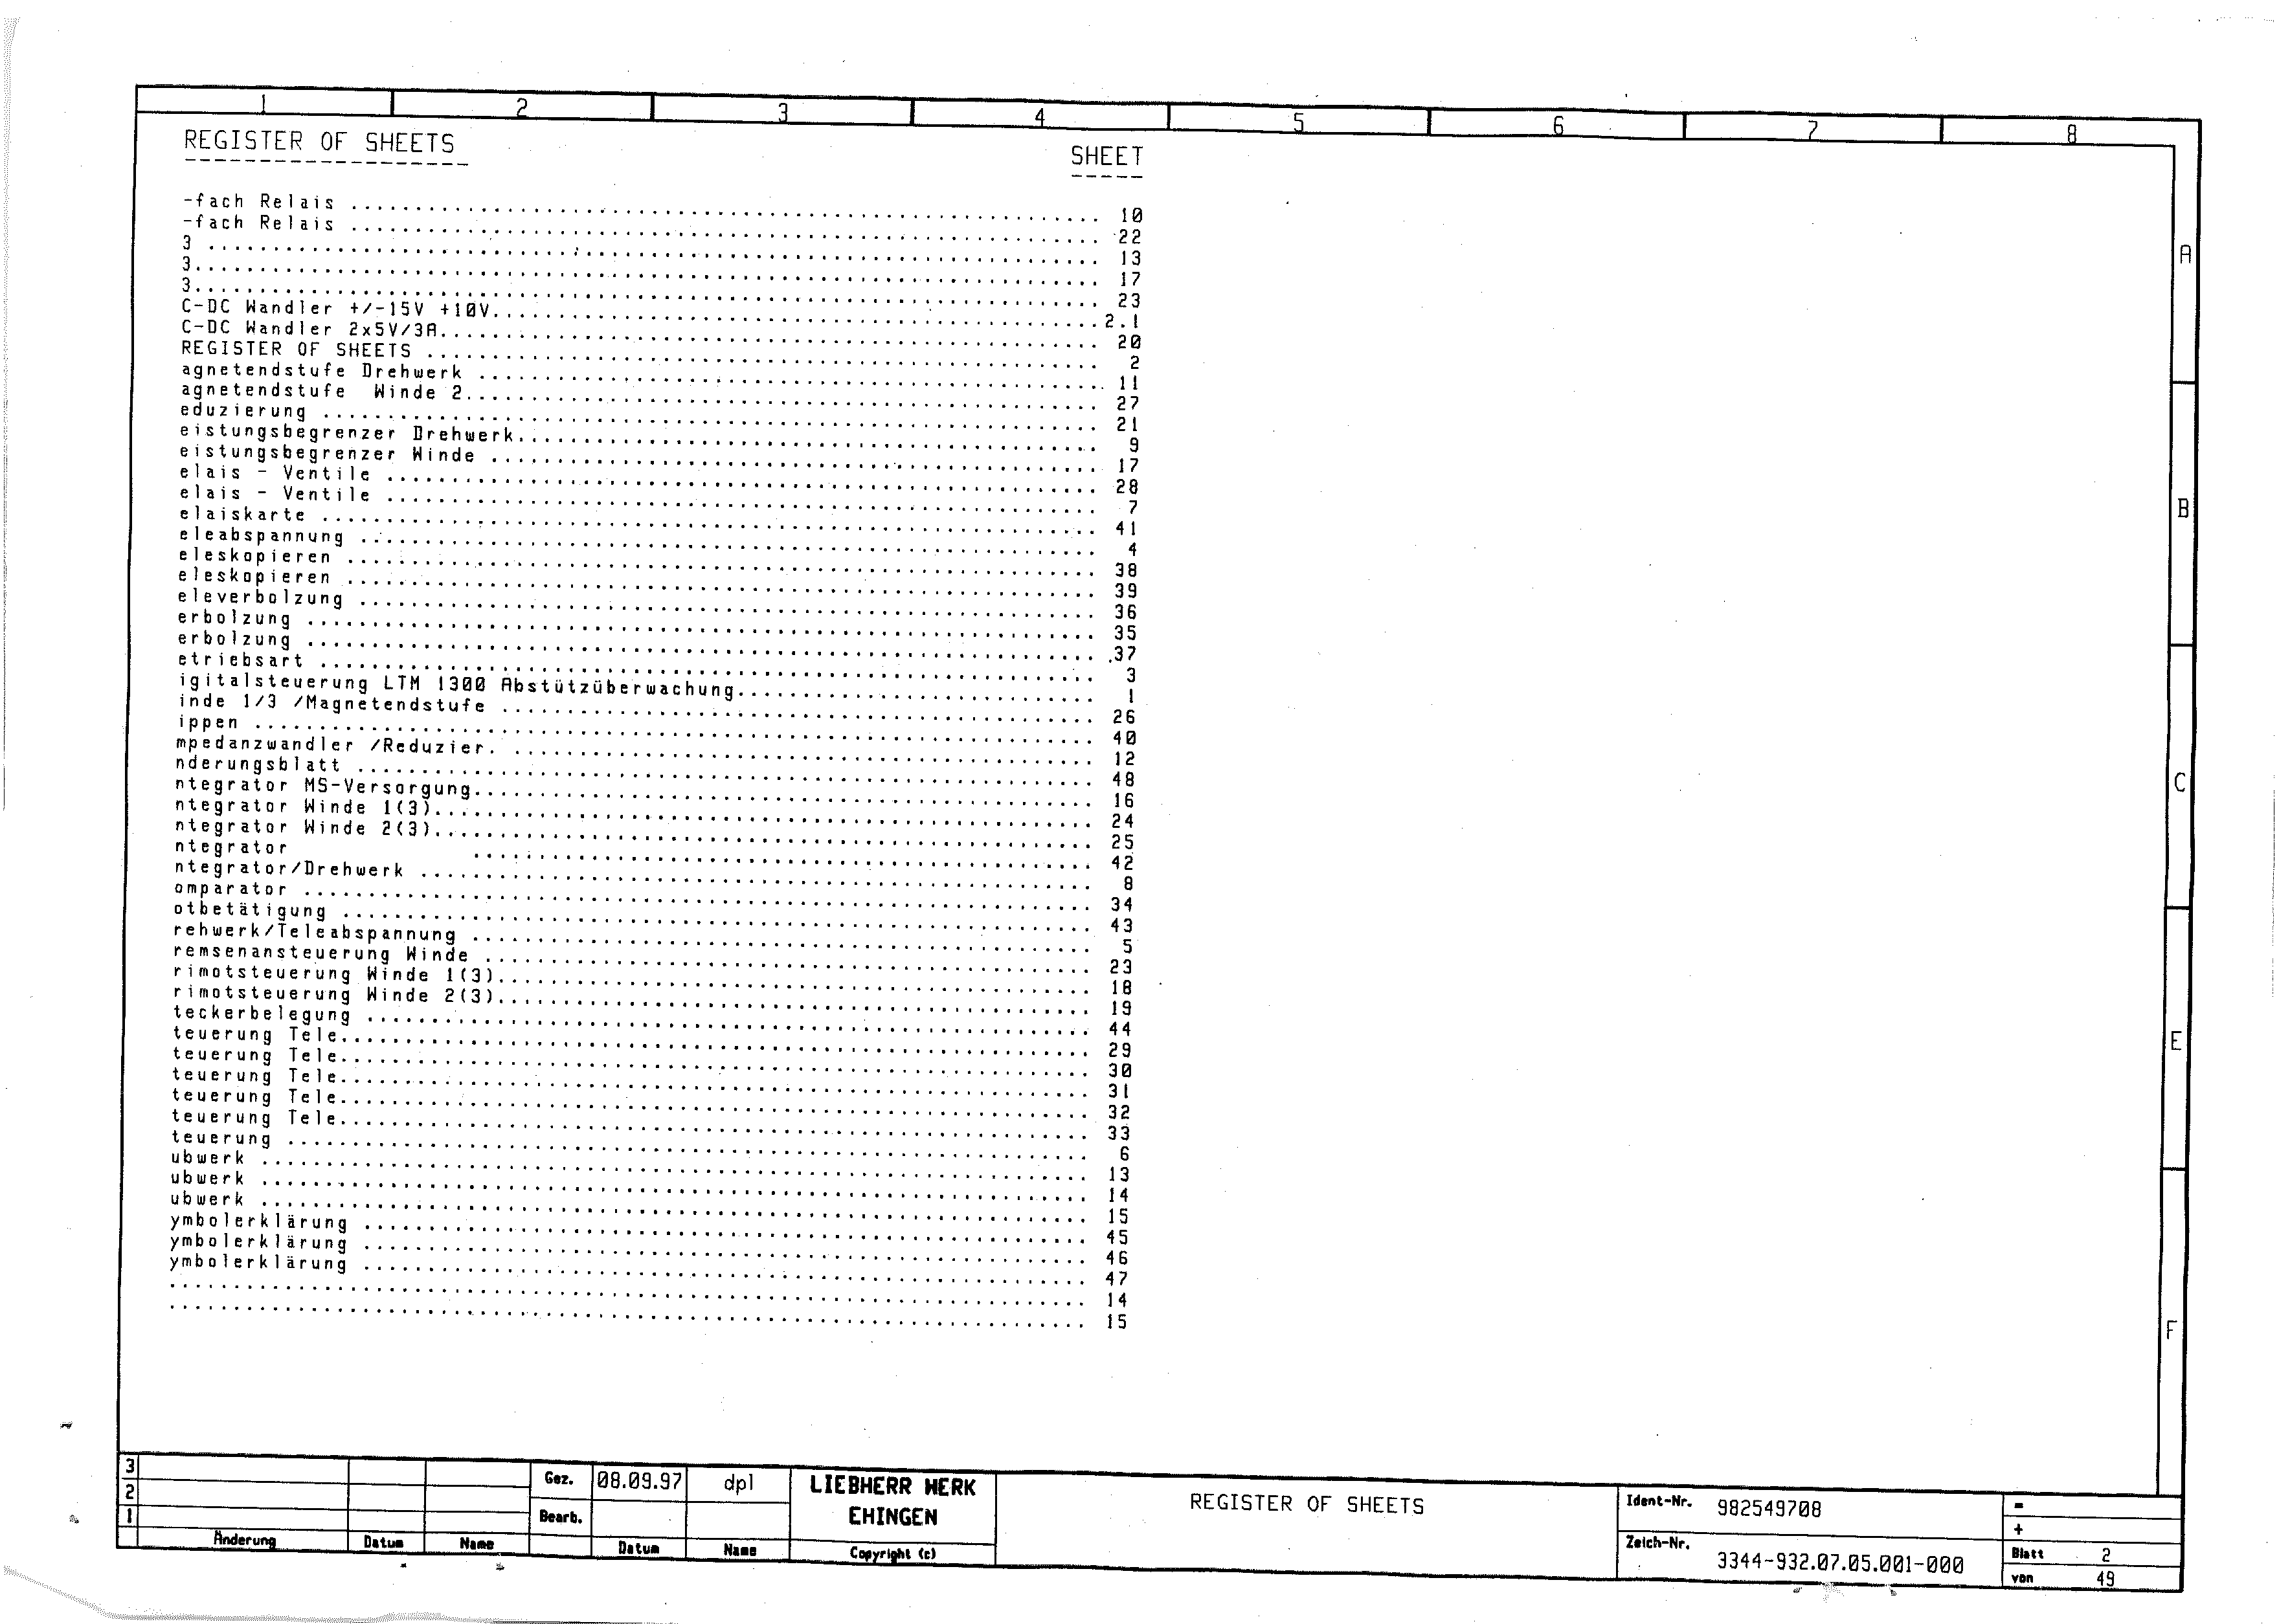 1 2 3 4 5 6 7 8
REGISTER OF SHEETS SHEET
-fach Relais 10
-fach Relais 22
3 13
3 17
3 23
C-DC Wandler +/-15V +10V 2.1
C-DC Wandler 2x5V/3A 20
REGISTER OF SHEETS 2
agnetendstufe Drehwerk 11
agnetendstufe Winde 2 27
eduzierung 21
eistungsbegrenzer Drehwerk 9
eistungsbegrenzer Winde 17
elais - Ventile 28
elais - Ventile 7
elaiskarte 41
eleabspannung 4
eleskopieren 38
eleskopieren 39
eleverbolzung 36
erbolzung 35
erbolzung 37
etriebsart 3
igitalsteuerung LTM 1300 Abstützüberwachung 1
inde 1/3 /Magnetendstufe 26
ippen 40
mpedanzwandler /Reduzier. 12
nderungsblatt 48
ntegrator MS-Versorgung 16
ntegrator Winde 1(3) 24
ntegrator Winde 2(3) 25
ntegrator 42
ntegrator/Drehwerk 8
omparator 34
otbetätigung 43
rehwerk/Teleabspannung 5
remsenansteuerung Winde 23
rimotsteuerung Winde 1(3) 18
rimotsteuerung Winde 2(3) 19
teckerbelegung 44
teuerung Tele 29
teuerung Tele 30
teuerung Tele 31
teuerung Tele 32
teuerung Tele 33
teuerung 6
ubwerk 13
ubwerk 14
ubwerk 15
ymbolerklärung 45
ymbolerklärung 46
ymbolerklärung 47
14
15
A
B
C
E
F
3
2
1
Änderung Datum Name
Gez. 08.09.97 dpl
Bearb.
Datum Name
LIEBHERR WERK
EHINGEN
Copyright (c)
REGISTER OF SHEETS
Ident-Nr. 982549708
Zeich-Nr. 3344-932.07.05.001-000
=
+
Blatt 2
von 49